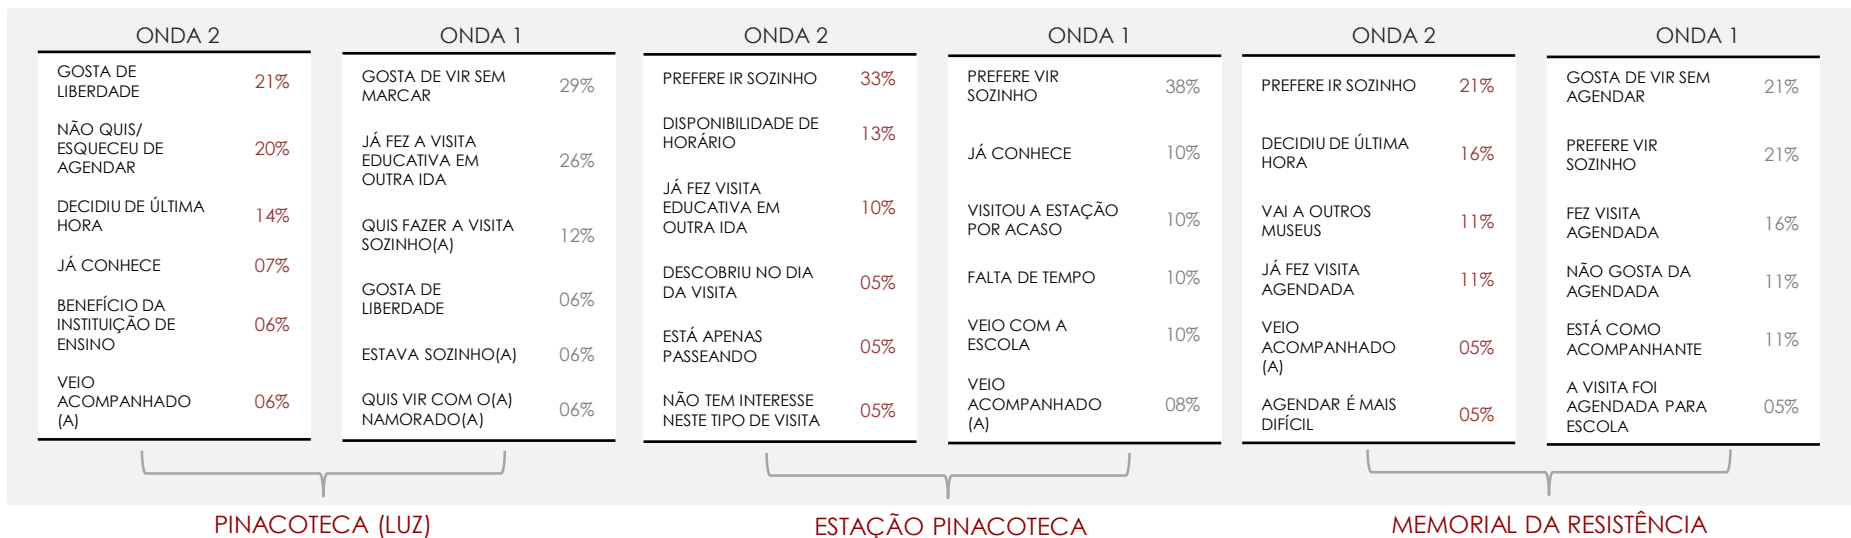 ONDA 2
GOSTA DE
LIBERDADE 21%
NÃO QUIS/
ESQUECEU DE
AGENDAR 20%
DECIDIU DE ÚLTIMA
HORA 14%
JÁ CONHECE 07%
BENEFÍCIO DA
INSTITUIÇÃO DE
ENSINO 06%
VEIO
ACOMPANHADO
(A) 06%
ONDA 1
GOSTA DE VIR SEM
MARCAR 29%
JÁ FEZ A VISITA
EDUCATIVA EM
OUTRA IDA 26%
QUIS FAZER A VISITA
SOZINHO(A) 12%
GOSTA DE
LIBERDADE 06%
ESTAVA SOZINHO(A) 06%
QUIS VIR COM O(A)
NAMORADO(A) 06%
PINACOTECA (LUZ)
ONDA 2
PREFERE IR SOZINHO 33%
DISPONIBILIDADE DE
HORÁRIO 13%
JÁ FEZ VISITA
EDUCATIVA EM
OUTRA IDA 10%
DESCOBRIU NO DIA
DA VISITA 05%
ESTÁ APENAS
PASSEANDO 05%
NÃO TEM INTERESSE
NESTE TIPO DE VISITA 05%
ONDA 1
PREFERE VIR
SOZINHO 38%
JÁ CONHECE 10%
VISITOU A ESTAÇÃO
POR ACASO 10%
FALTA DE TEMPO 10%
VEIO COM A
ESCOLA 10%
VEIO
ACOMPANHADO
(A) 08%
ESTAÇÃO PINACOTECA
ONDA 2
PREFERE IR SOZINHO 21%
DECIDIU DE ÚLTIMA
HORA 16%
VAI A OUTROS
MUSEUS 11%
JÁ FEZ VISITA
AGENDADA 11%
VEIO
ACOMPANHADO
(A) 05%
AGENDAR É MAIS
DIFÍCIL 05%
ONDA 1
GOSTA DE VIR SEM
AGENDAR 21%
PREFERE VIR
SOZINHO 21%
FEZ VISITA
AGENDADA 16%
NÃO GOSTA DA
AGENDADA 11%
ESTÁ COMO
ACOMPANHANTE 11%
A VISITA FOI
AGENDADA PARA
ESCOLA 05%
MEMORIAL DA RESISTÊNCIA